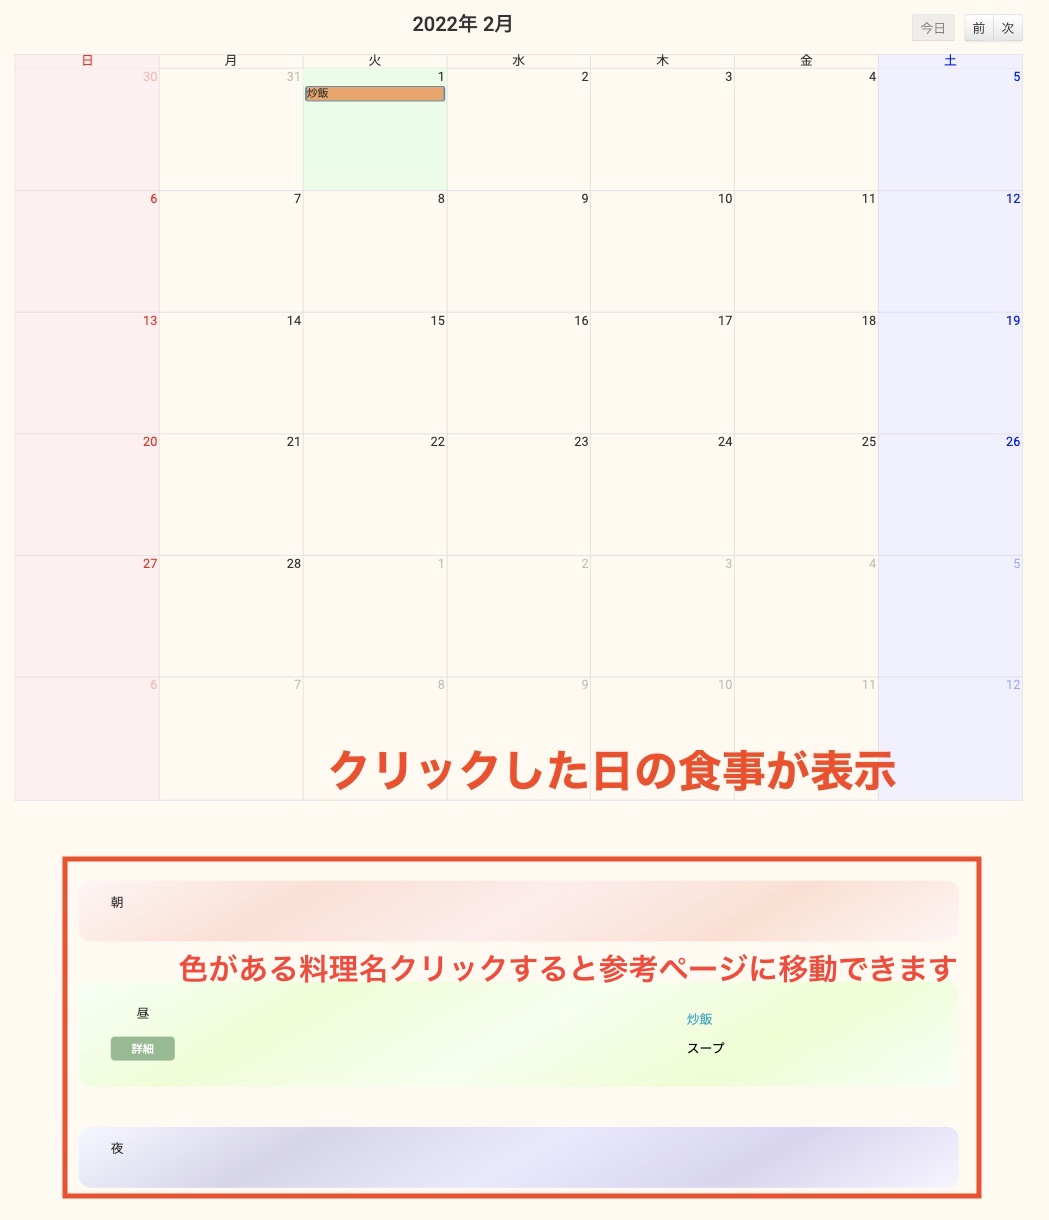 2022年 2月
今日 前 次
日 月 火 水 木 金 土
30 31 1 2 3 4 5
炒飯
6 7 8 9 10 11 12
13 14 15 16 17 18 19
20 21 22 23 24 25 26
27 28 1 2 3 4 5
6 7 8 9 10 11 12
クリックした日の食事が表示
朝
色がある料理名クリックすると参考ページに移動できます
昼 炒飯
詳細 スープ
夜